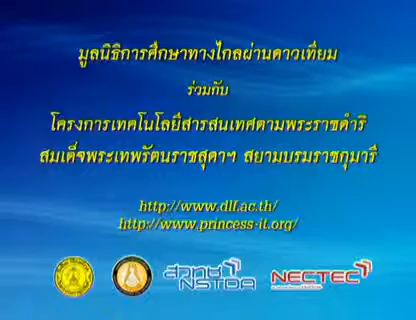 มูลนิธิการศึกษาทางไกลผ่านดาวเทียม
ร่วมกับ
โครงการเทคโนโลยีสารสนเทศตามพระราชดำริ
สมเด็จพระเทพรัตนราชสุดาฯ สยามบรมราชกุมารี
http://www.dlf.ac.th/
http://www.princess-it.org/
สวทช
NSTDA
NECTEC